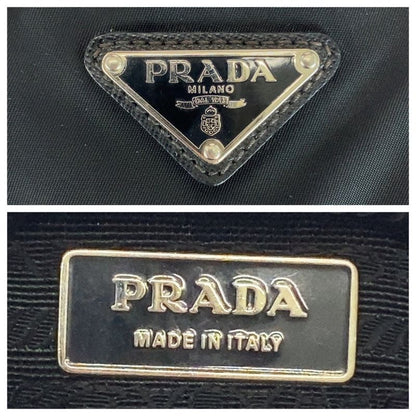 PRADA
MILANO
DAL 1913
PRADA
MADE IN ITALY